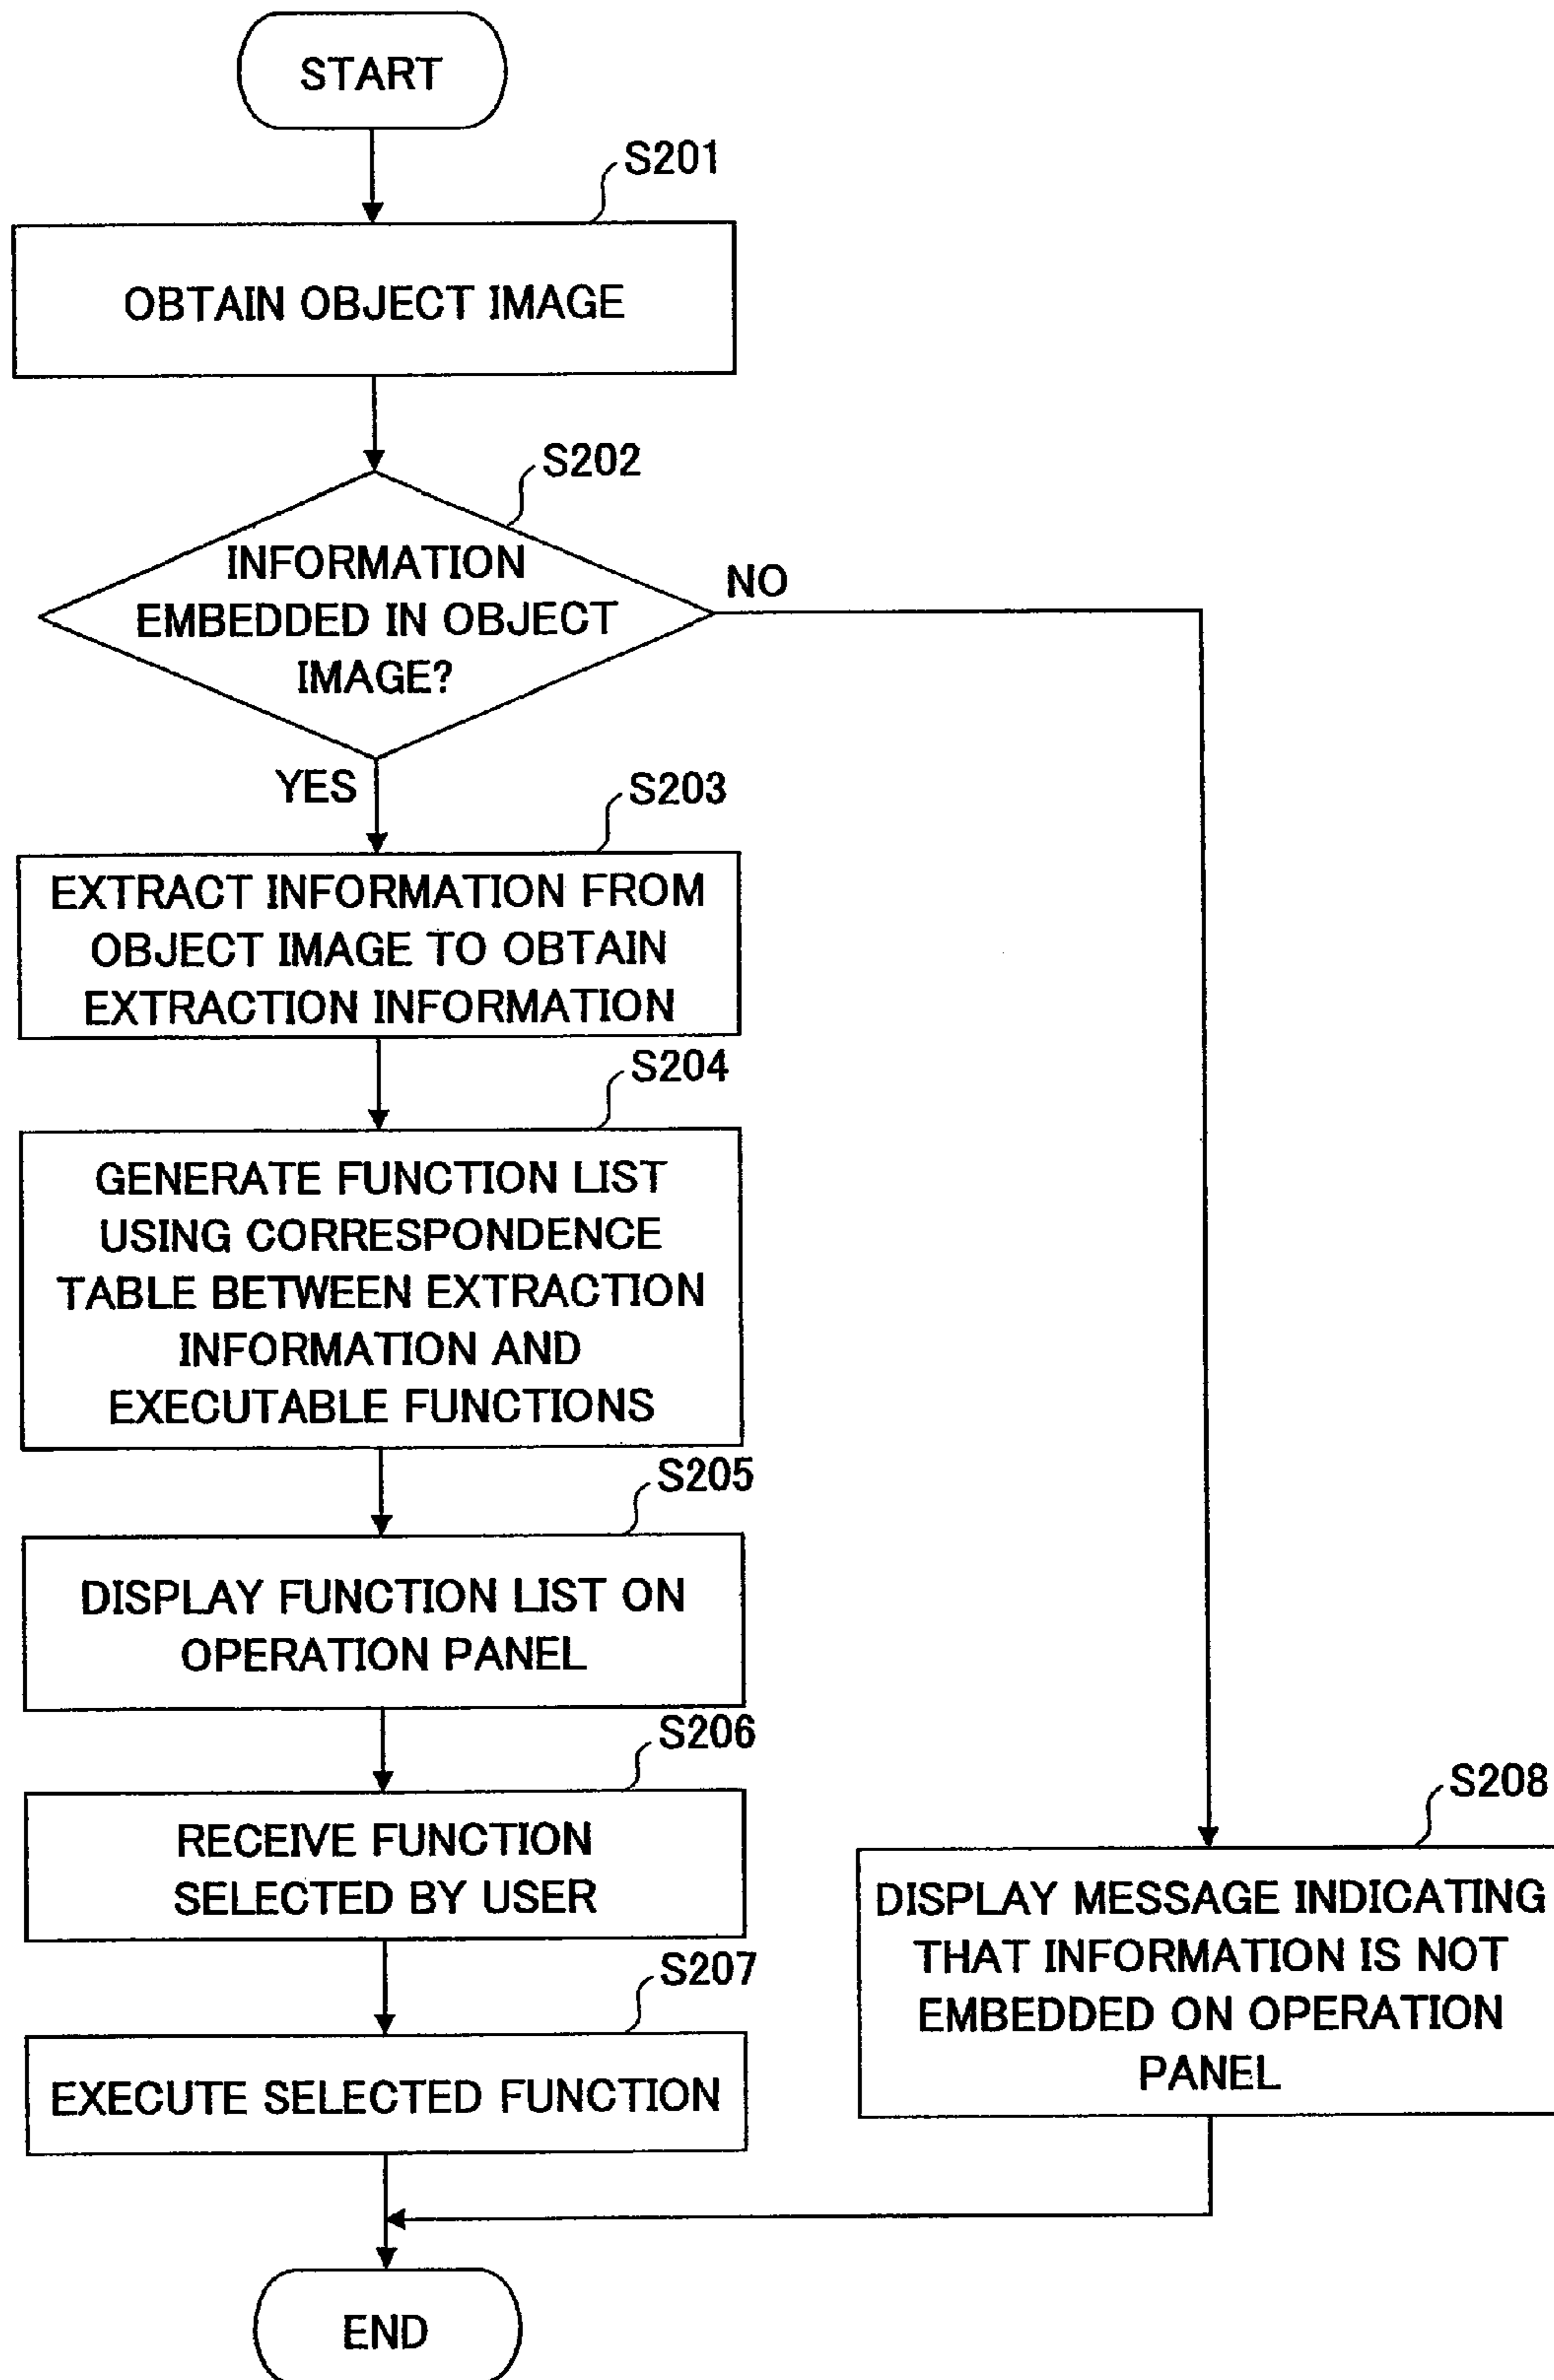 START
S201
OBTAIN OBJECT IMAGE
S202
INFORMATION
EMBEDDED IN OBJECT
IMAGE?
NO
YES
S203
EXTRACT INFORMATION FROM
OBJECT IMAGE TO OBTAIN
EXTRACTION INFORMATION
S204
GENERATE FUNCTION LIST
USING CORRESPONDENCE
TABLE BETWEEN EXTRACTION
INFORMATION AND
EXECUTABLE FUNCTIONS
S205
DISPLAY FUNCTION LIST ON
OPERATION PANEL
S206
RECEIVE FUNCTION
SELECTED BY USER
S207
EXECUTE SELECTED FUNCTION
S208
DISPLAY MESSAGE INDICATING
THAT INFORMATION IS NOT
EMBEDDED ON OPERATION
PANEL
END